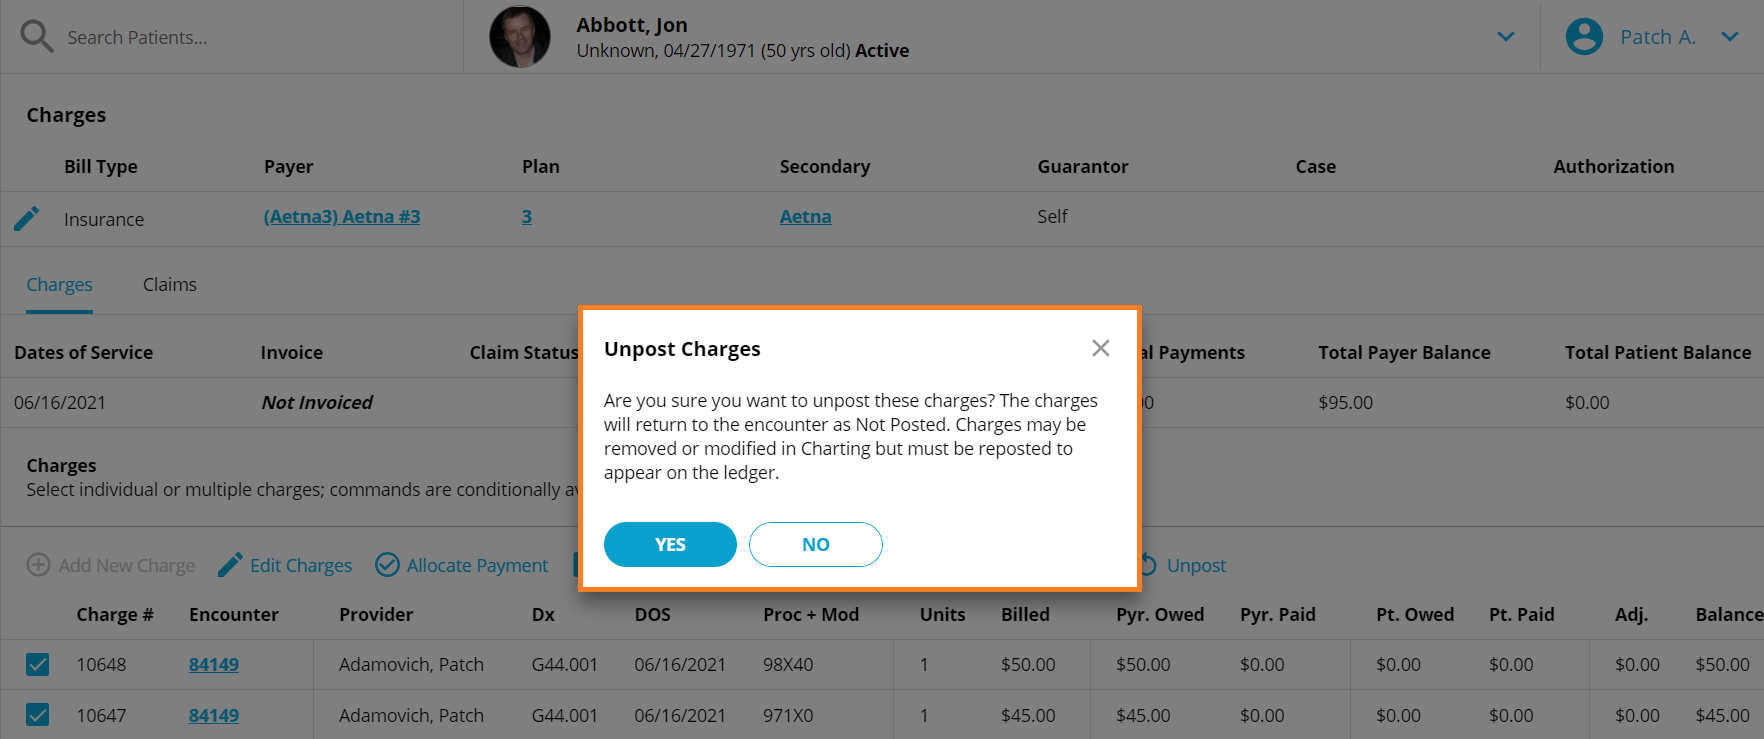 Search Patients...
Abbott, Jon
Unknown, 04/27/1971 (50 yrs old) Active
Patch A.
Charges
Bill Type Payer Plan Secondary Guarantor Case Authorization
Insurance (Aetna3) Aetna #3 3 Aetna Self
Charges Claims
Dates of Service Invoice Claim Status Payments Total Payer Balance Total Patient Balance
06/16/2021 Not Invoiced $95.00 $0.00
Charges
Select individual or multiple charges; commands are conditionally
Unpost Charges
Are you sure you want to unpost these charges? The charges
will return to the encounter as Not Posted. Charges may be
removed or modified in Charting but must be reposted to
appear on the ledger.
YES NO
Add New Charge Edit Charges Allocate Payment Unpost
Charge # Encounter Provider Dx DOS Proc + Mod Units Billed Pyr. Owed Pyr. Paid Pt. Owed Pt. Paid Adj. Balance
10648 84149 Adamovich, Patch G44.001 06/16/2021 98X40 1 $50.00 $50.00 $0.00 $0.00 $0.00 $0.00 $50.00
10647 84149 Adamovich, Patch G44.001 06/16/2021 971X0 1 $45.00 $45.00 $0.00 $0.00 $0.00 $0.00 $45.00